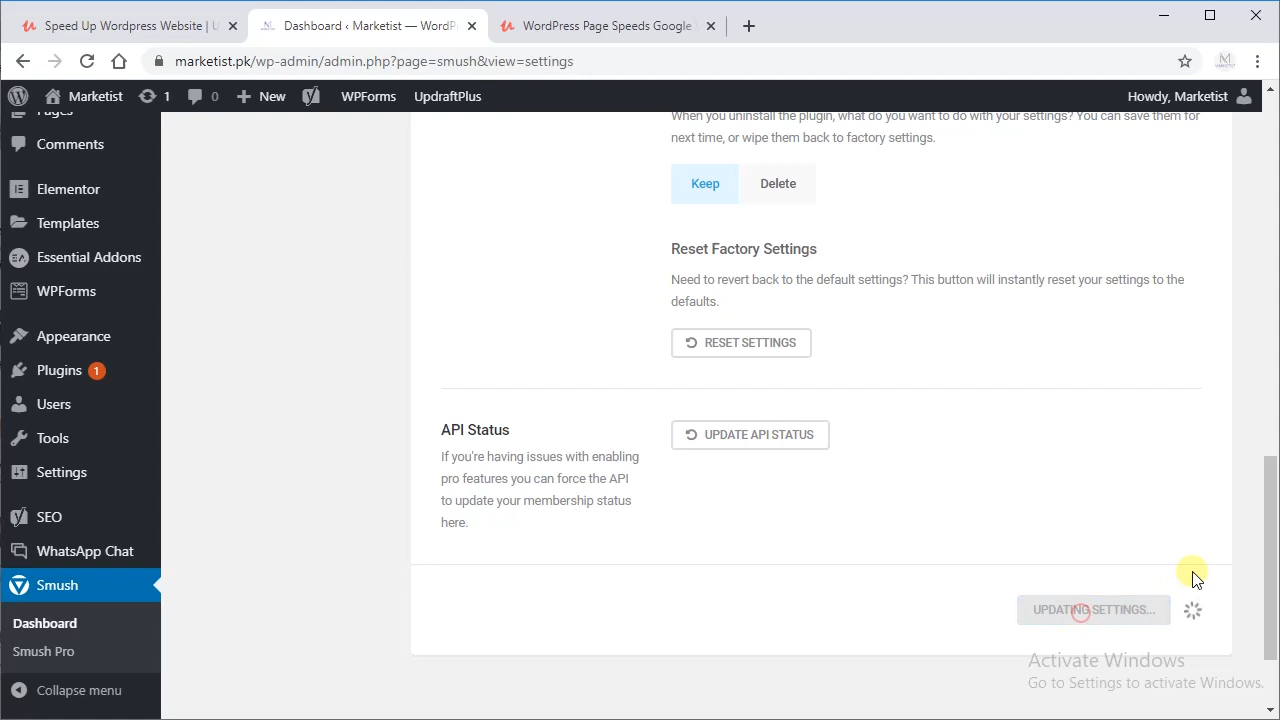 Speed Up Wordpress Website | U
Dashboard ‹ Marketist — WordP
WordPress Page Speeds Google
marketist.pk/wp-admin/admin.php?page=smush&view=settings
Marketist 1 0 New WPForms UpdraftPlus Howdy, Marketist
Pages
Comments
Elementor
Templates
Essential Addons
WPForms
Appearance
Plugins 1
Users
Tools
Settings
SEO
WhatsApp Chat
Smush
Dashboard
Smush Pro
Collapse menu
When you uninstall the plugin, what do you want to do with your settings? You can save them for
next time, or wipe them back to factory settings.
Keep Delete
Reset Factory Settings
Need to revert back to the default settings? This button will instantly reset your settings to the
defaults.
RESET SETTINGS
API Status
If you're having issues with enabling
pro features you can force the API
to update your membership status
here.
UPDATE API STATUS
UPDATING SETTINGS...
Activate Windows
Go to Settings to activate Windows.